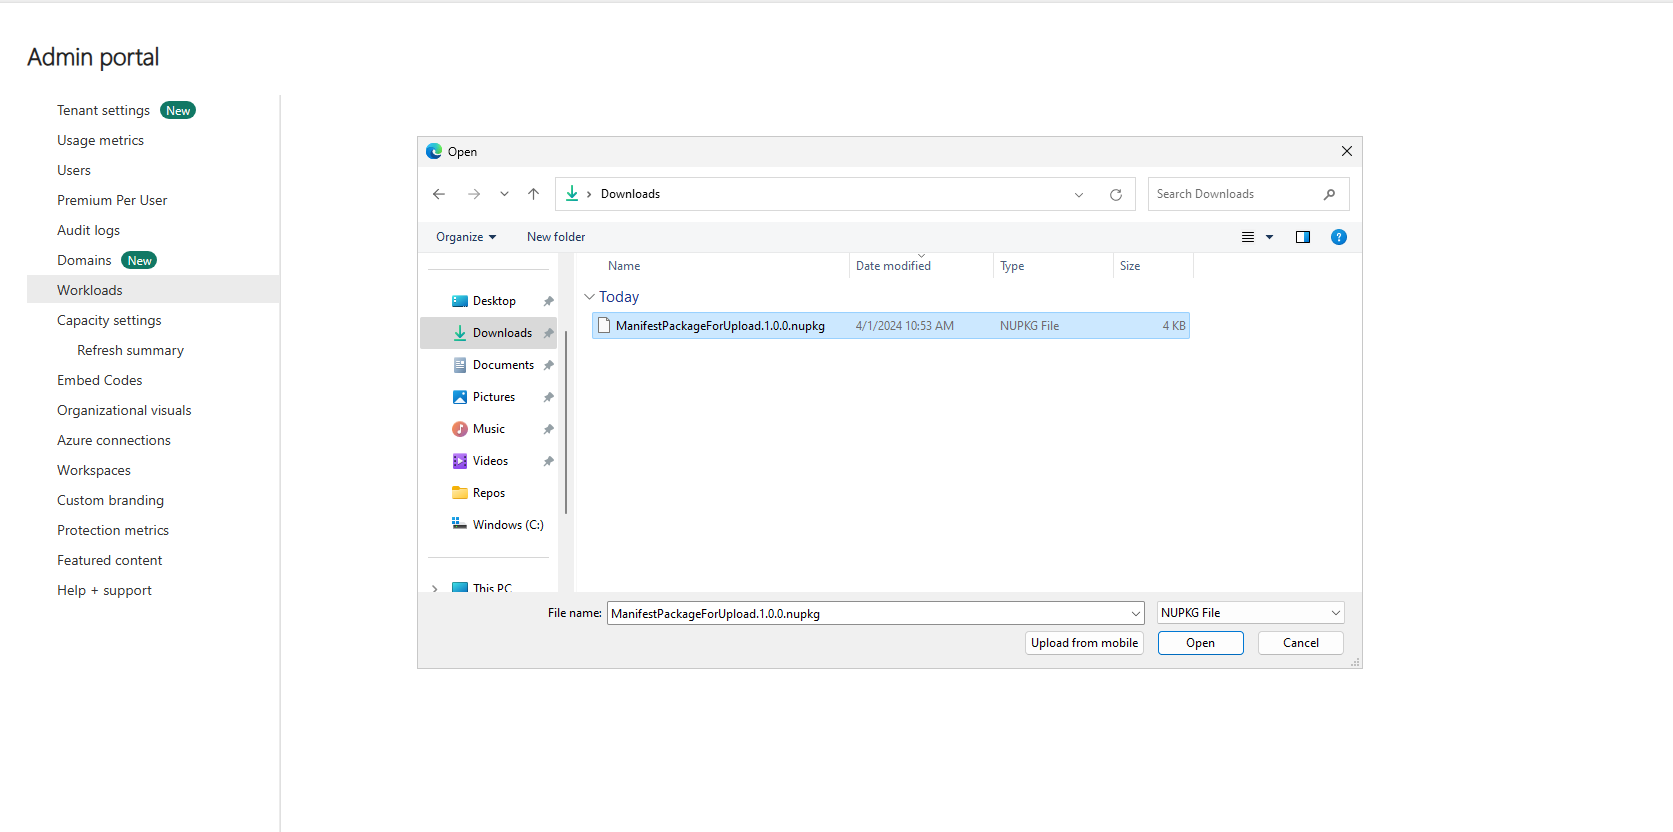 Admin portal
Tenant settings New
Usage metrics
Users
Premium Per User
Audit logs
Domains New
Workloads
Capacity settings
Refresh summary
Embed Codes
Organizational visuals
Azure connections
Workspaces
Custom branding
Protection metrics
Featured content
Help + support
Open
Downloads
Search Downloads
Organize
New folder
?
Name
Date modified
Type
Size
Desktop
Downloads
Documents
Pictures
Music
Videos
Repos
Windows (C:)
This PC
Today
ManifestPackageForUpload.1.0.0.nupkg 4/1/2024 10:53 AM NUPKG File 4 KB
File name: ManifestPackageForUpload.1.0.0.nupkg NUPKG File
Upload from mobile Open Cancel